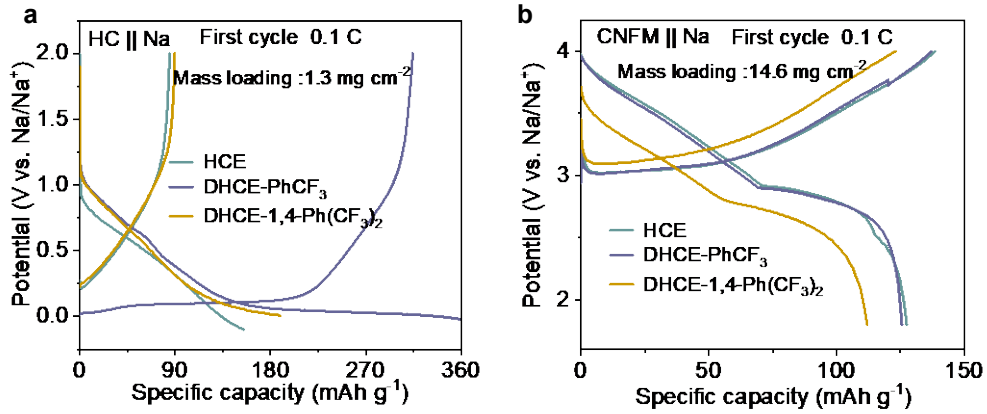 a
HC || Na First cycle 0.1 C
Mass loading :1.3 mg cm⁻²
HCE
DHCE-PhCF₃
DHCE-1,4-Ph(CF₃)₂
Potential (V vs. Na/Na⁺)
2.0
1.5
1.0
0.5
0.0
0 90 180 270 360
Specific capacity (mAh g⁻¹)
b
CNFM || Na First cycle 0.1 C
Mass loading :14.6 mg cm⁻²
HCE
DHCE-PhCF₃
DHCE-1,4-Ph(CF₃)₂
Potential (V vs. Na/Na⁺)
4
3
2
0 50 100 150
Specific capacity (mAh g⁻¹)